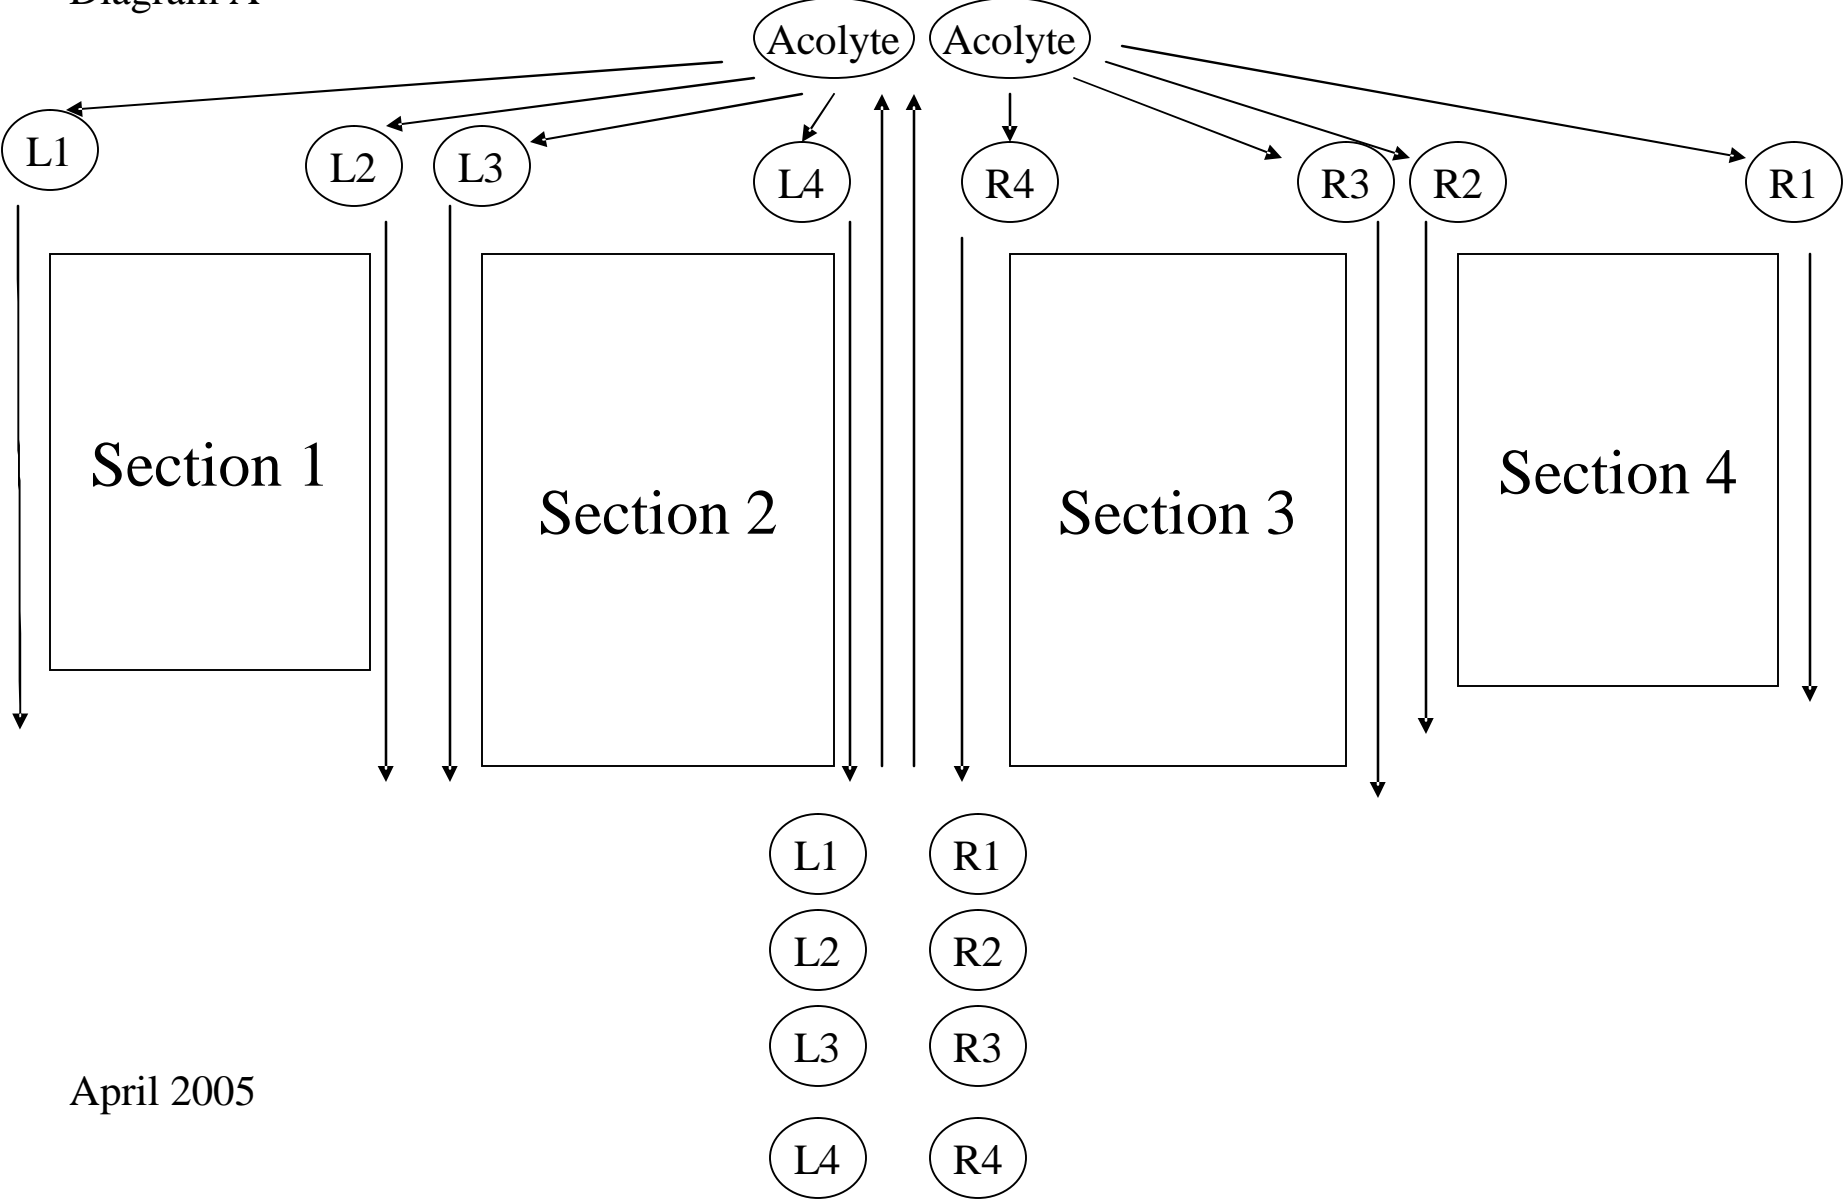 Diagram A
Acolyte Acolyte
L1 L2 L3 L4 R4 R3 R2 R1
Section 1 Section 2 Section 3 Section 4
L1 R1
L2 R2
L3 R3
April 2005
L4 R4